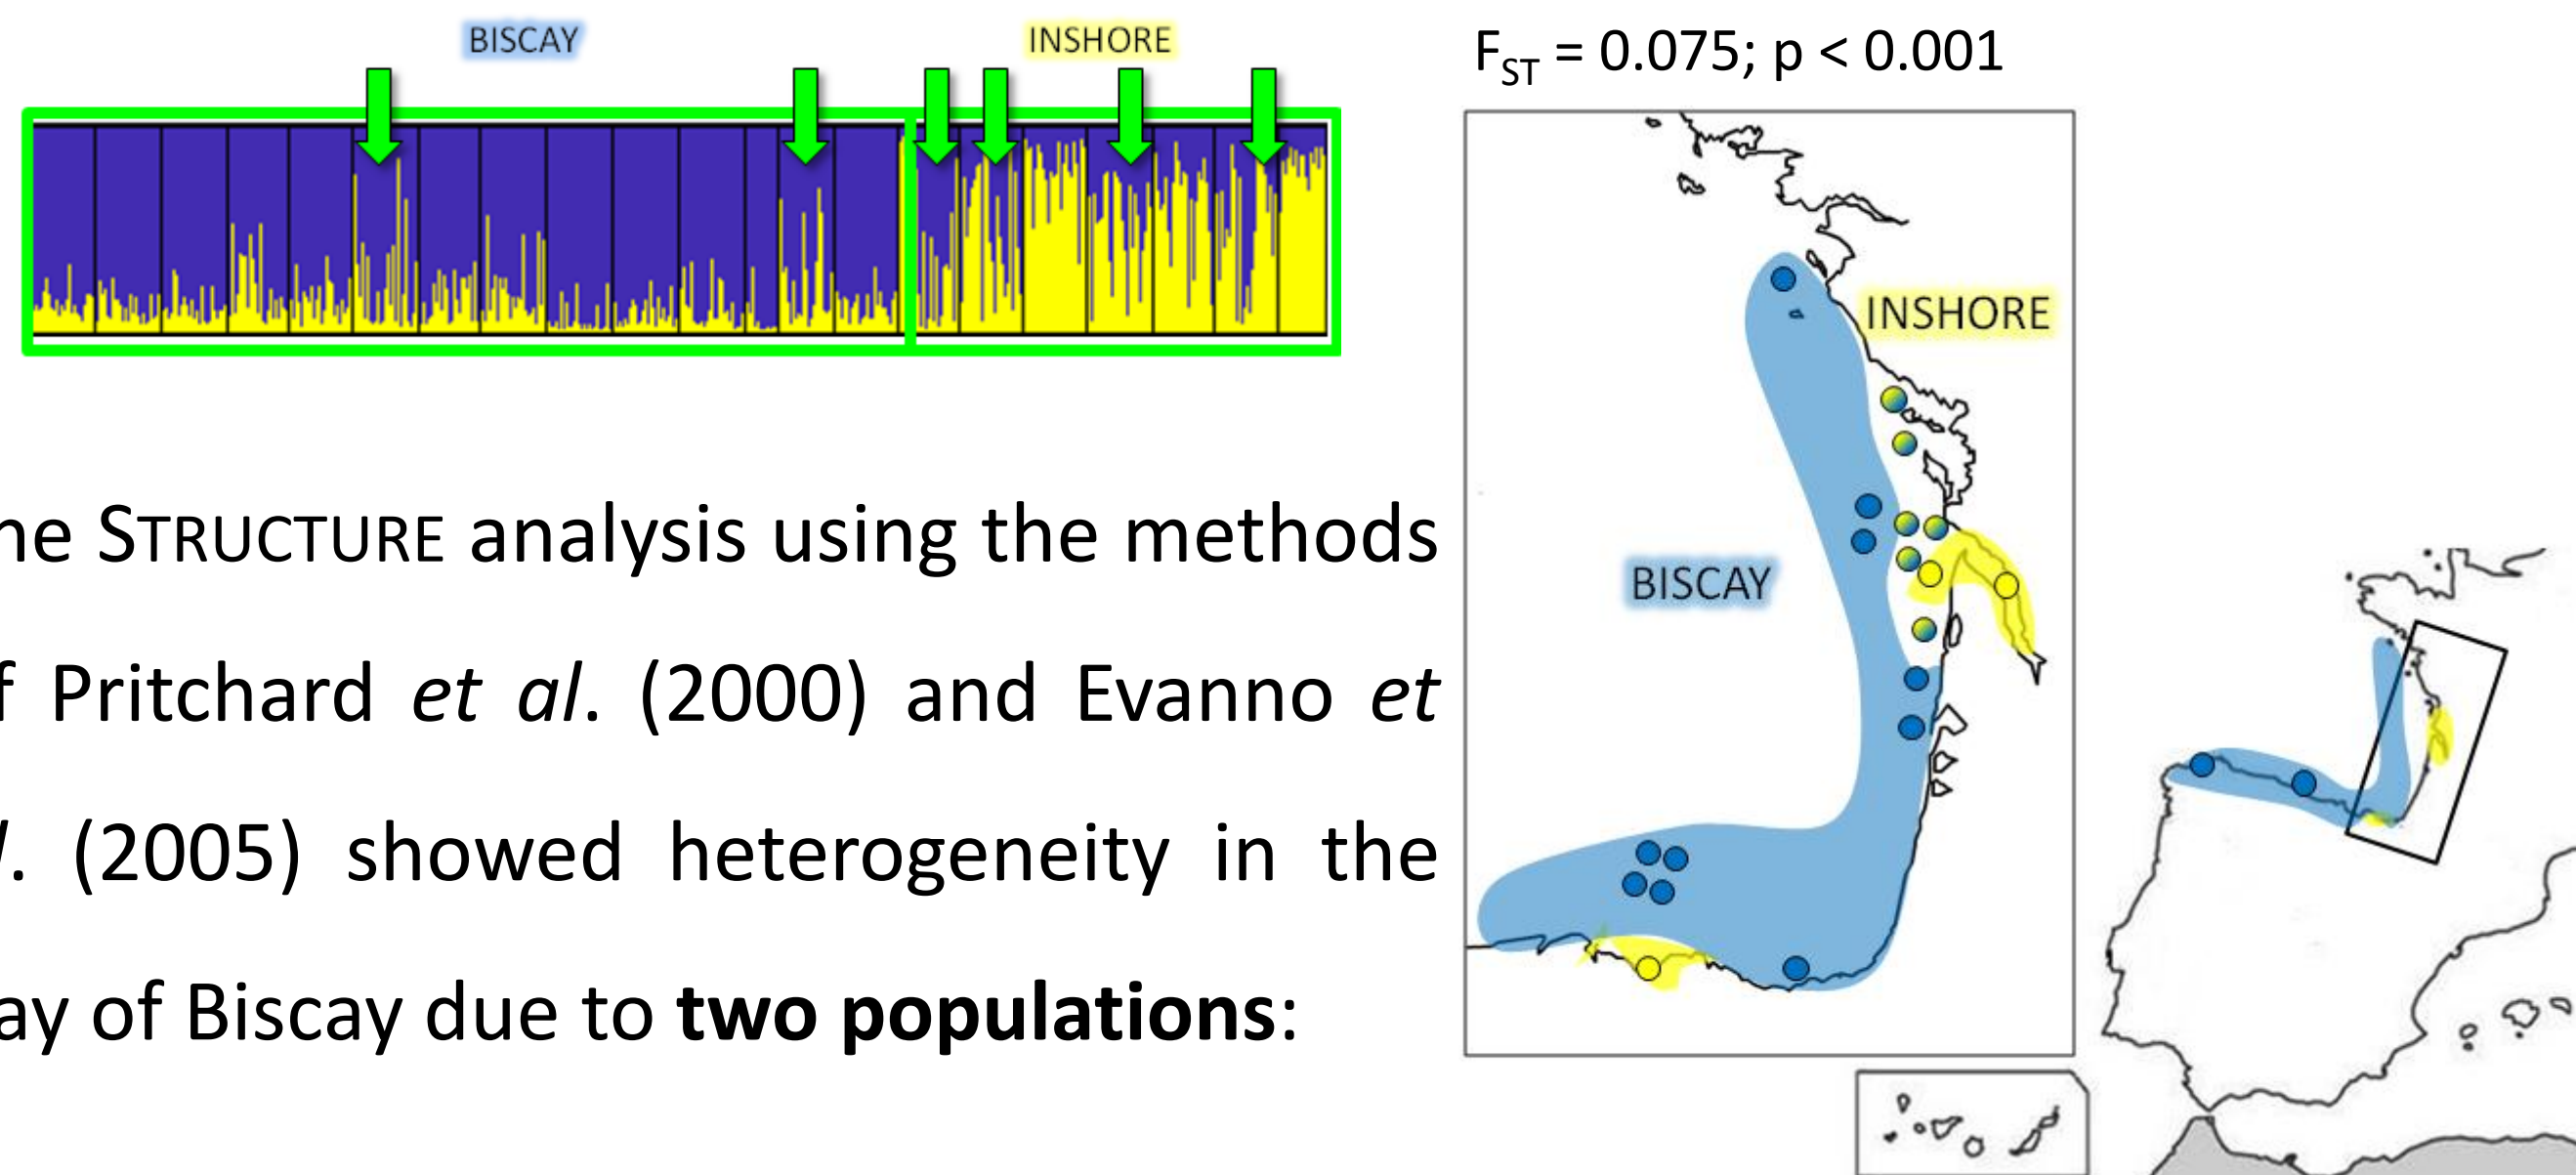 BISCAY
INSHORE
FST = 0.075; p < 0.001
INSHORE
BISCAY
ne STRUCTURE analysis using the methods
f Pritchard et al. (2000) and Evanno et
l. (2005) showed heterogeneity in the
ay of Biscay due to two populations: